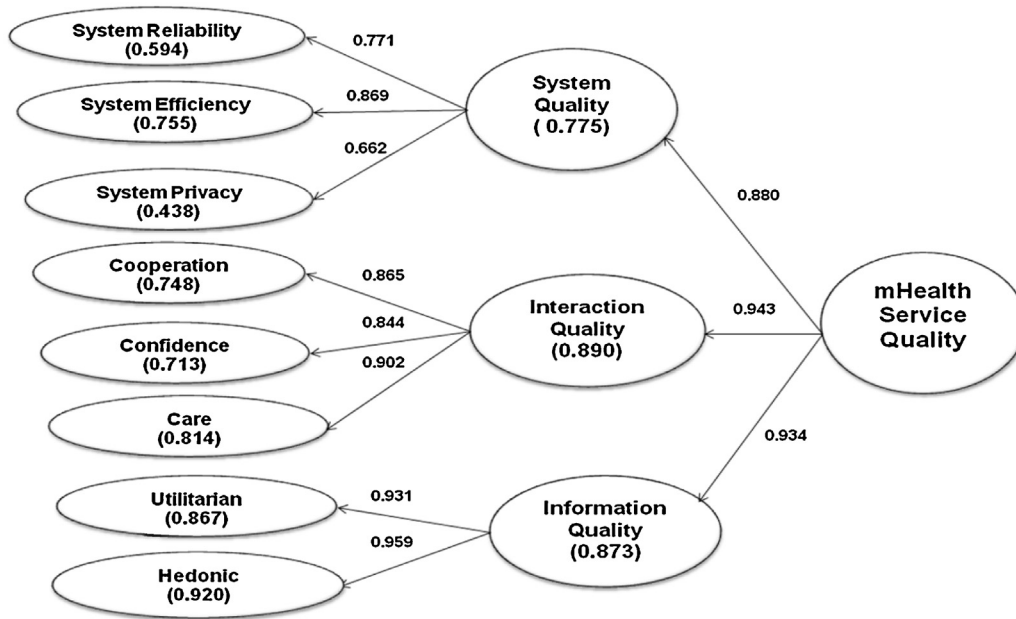 System Reliability
(0.594)
0.771
System Efficiency
(0.755)
0.869
System Privacy
(0.438)
0.662
System
Quality
( 0.775)
0.880
Cooperation
(0.748)
0.865
Confidence
(0.713)
0.844
Care
(0.814)
0.902
Interaction
Quality
(0.890)
0.943
mHealth
Service
Quality
Utilitarian
(0.867)
0.931
Hedonic
(0.920)
0.959
Information
Quality
(0.873)
0.934